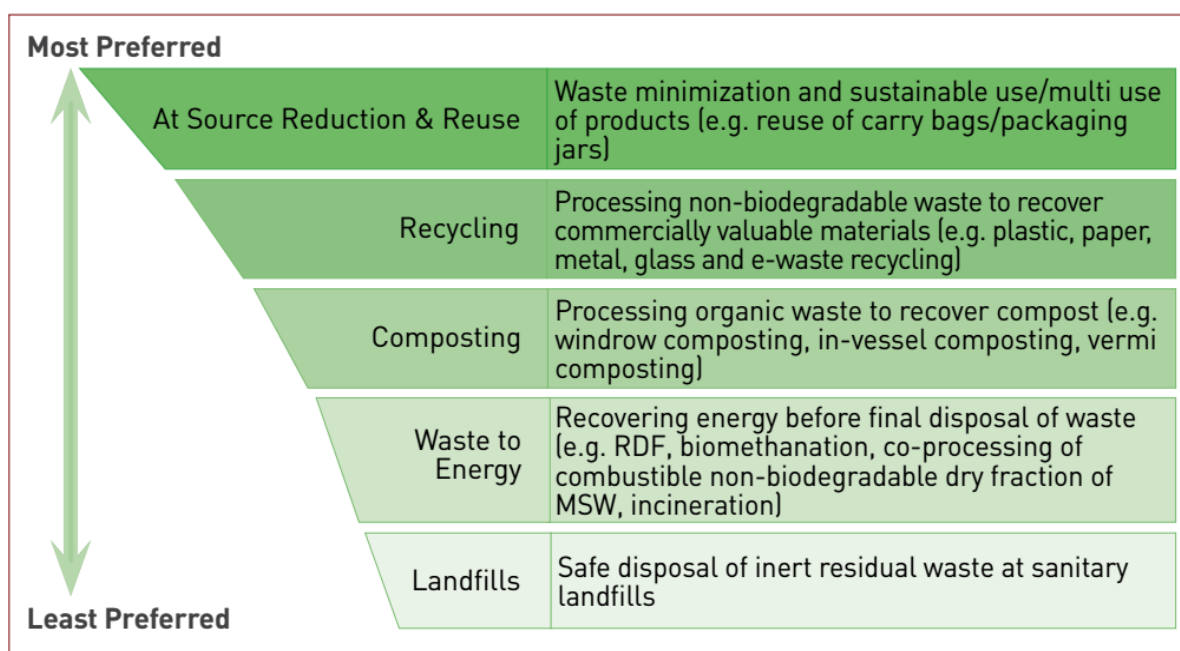 Most Preferred
At Source Reduction & Reuse
Waste minimization and sustainable use/multi use
of products (e.g. reuse of carry bags/packaging
jars)
Recycling
Processing non-biodegradable waste to recover
commercially valuable materials (e.g. plastic, paper,
metal, glass and e-waste recycling)
Composting
Processing organic waste to recover compost (e.g.
windrow composting, in-vessel composting, vermi
composting)
Waste to
Energy
Recovering energy before final disposal of waste
(e.g. RDF, biomethanation, co-processing of
combustible non-biodegradable dry fraction of
MSW, incineration)
Landfills
Safe disposal of inert residual waste at sanitary
landfills
Least Preferred